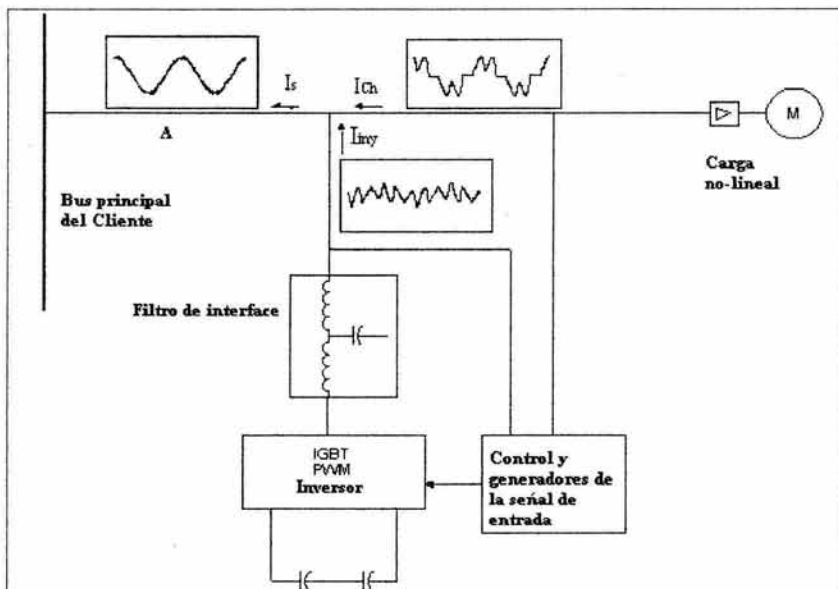 Is
ICh
A
Iiny
M
Carga
no-lineal
Bus principal
del Cliente
Filtro de interface
IGBT
PWM
Inversor
Control y
generadores de
la señal de
entrada